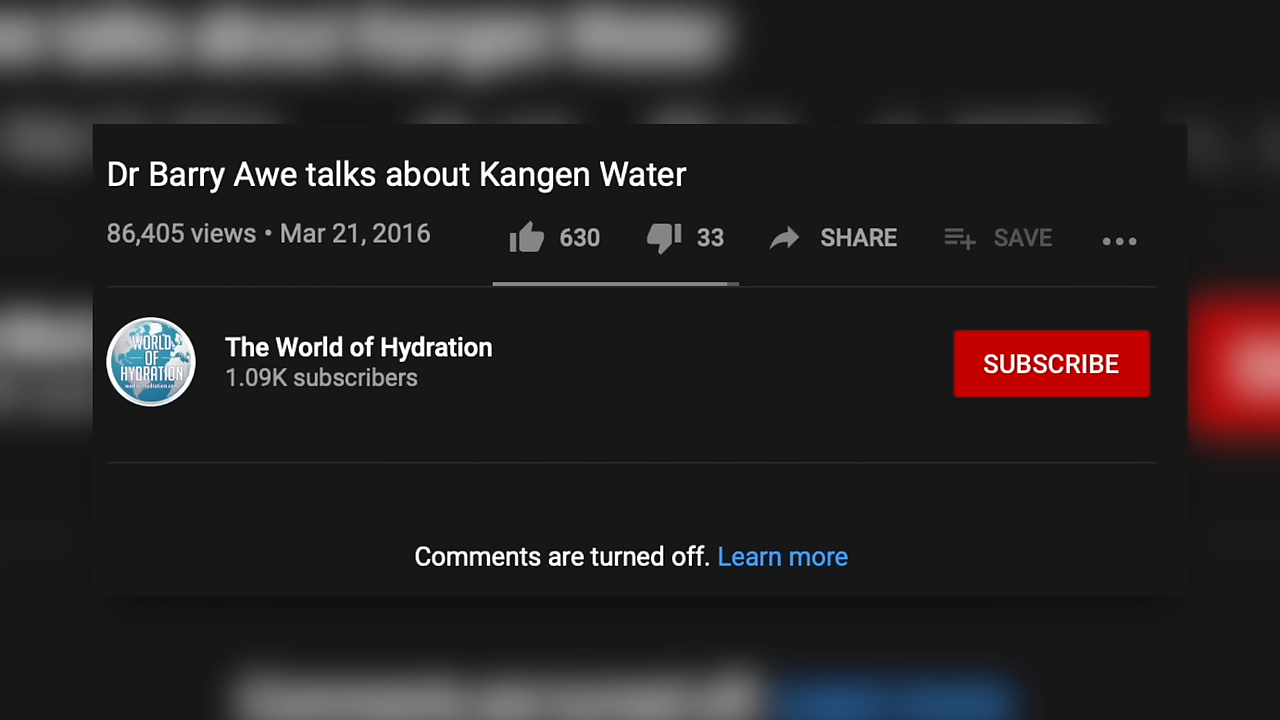 Dr Barry Awe talks about Kangen Water
86,405 views • Mar 21, 2016
630
33
SHARE
SAVE
WORLD
OF
HYDRATION
The World of Hydration
1.09K subscribers
SUBSCRIBE
Comments are turned off. Learn more